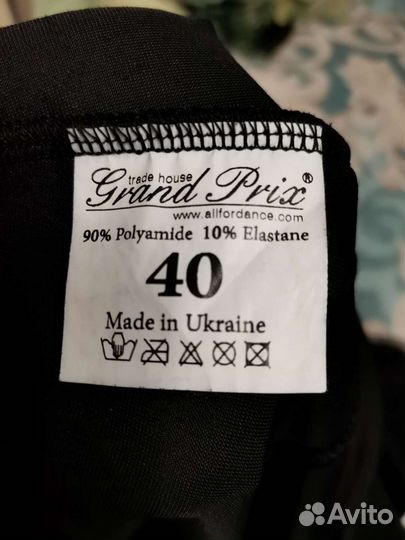 trade house
Grand Prix®
www.allfordance.com
90% Polyamide 10% Elastane
40
Made in Ukraine
Avito